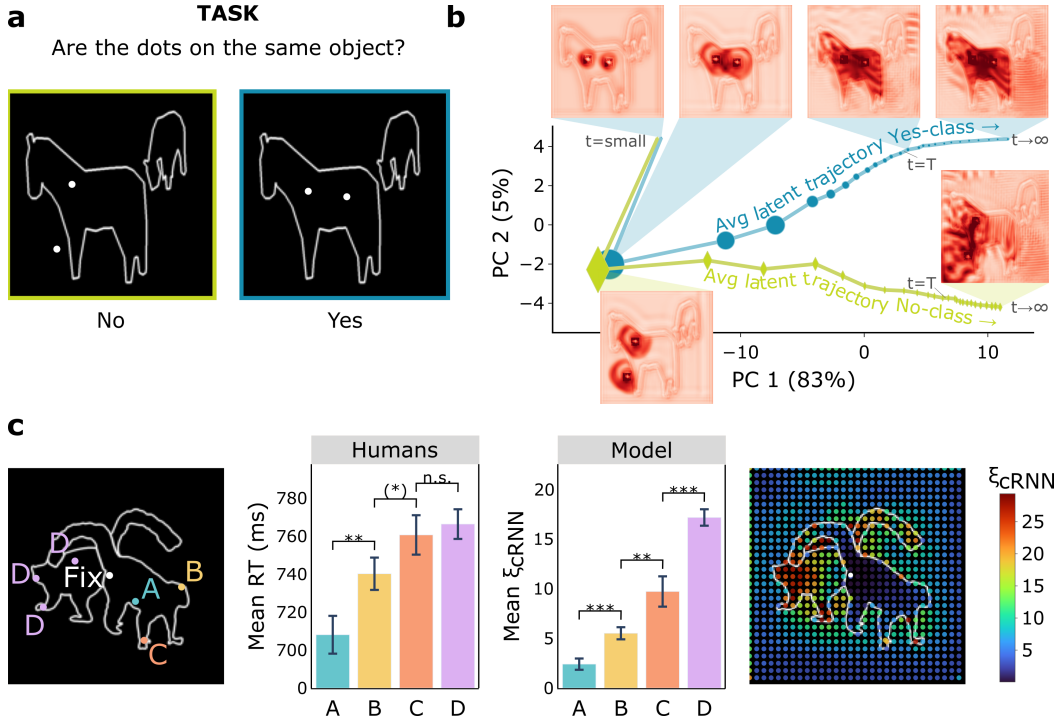 a
TASK
Are the dots on the same object?
No
Yes
b
t=small
Avg latent trajectory Yes-class →
t=T
t→∞
Avg latent trajectory No-class →
t=T
t→∞
PC 2 (5%)
4
2
0
−2
−4
−10
0
10
PC 1 (83%)
c
D
D
Fix
A
B
D
C
Humans
Mean RT (ms)
780
760
740
720
700
0
**
(*)
n.s.
A
B
C
D
Model
Mean ξcRNN
20
15
10
5
0
***
**
***
A
B
C
D
ξcRNN
30
25
20
15
10
5
0